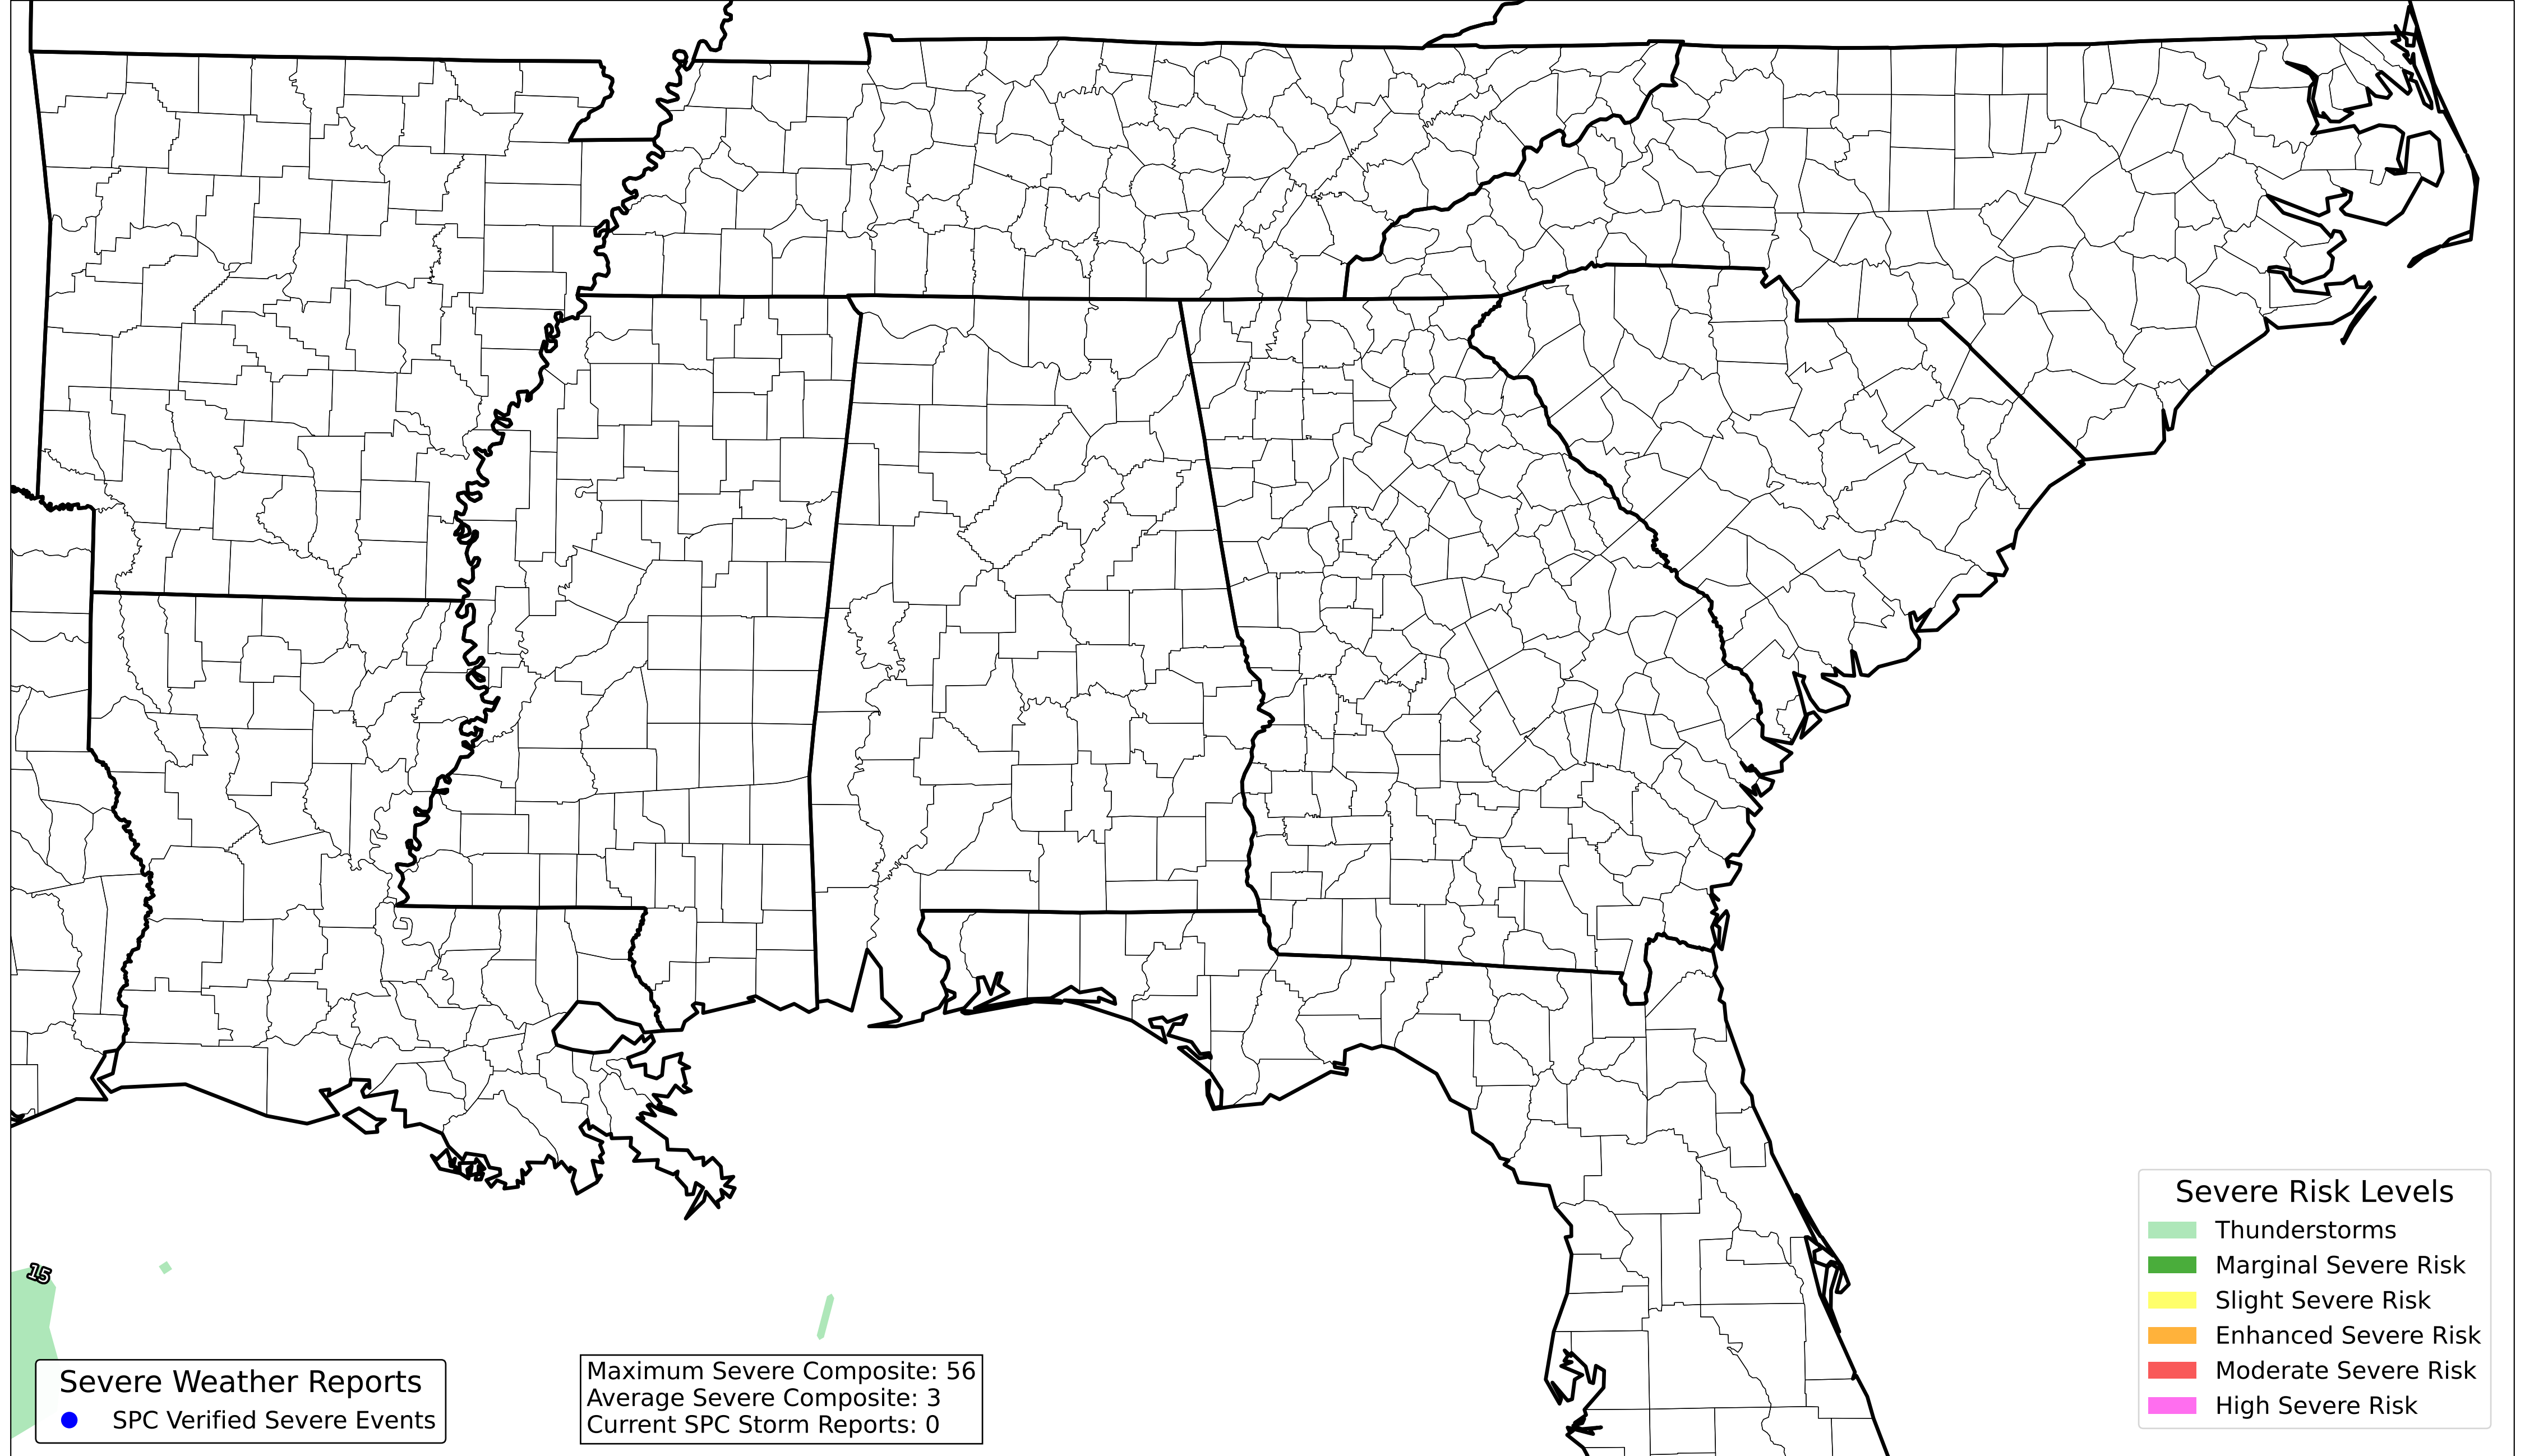 15
Severe Weather Reports
SPC Verified Severe Events
Maximum Severe Composite: 56
Average Severe Composite: 3
Current SPC Storm Reports: 0
Severe Risk Levels
Thunderstorms
Marginal Severe Risk
Slight Severe Risk
Enhanced Severe Risk
Moderate Severe Risk
High Severe Risk